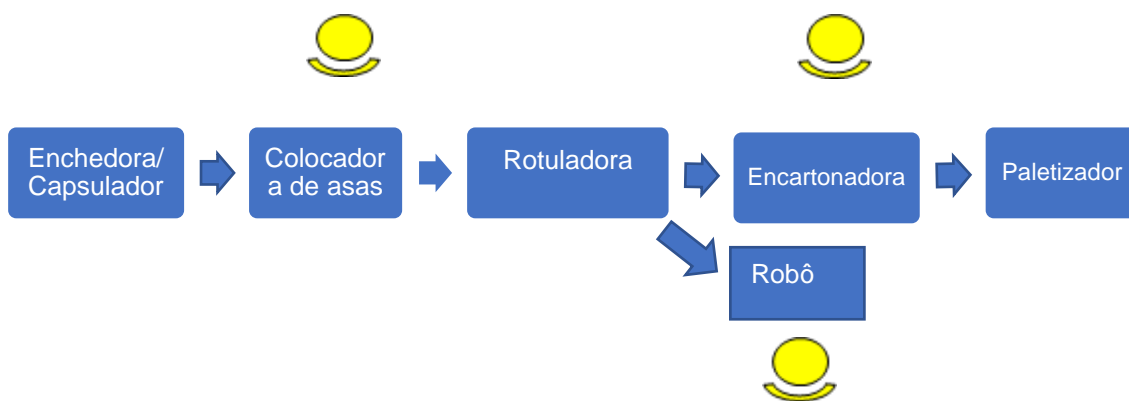 Enchedora/
Capsulador
Colocador
a de asas
Rotuladora
Encartonadora
Paletizador
Robô